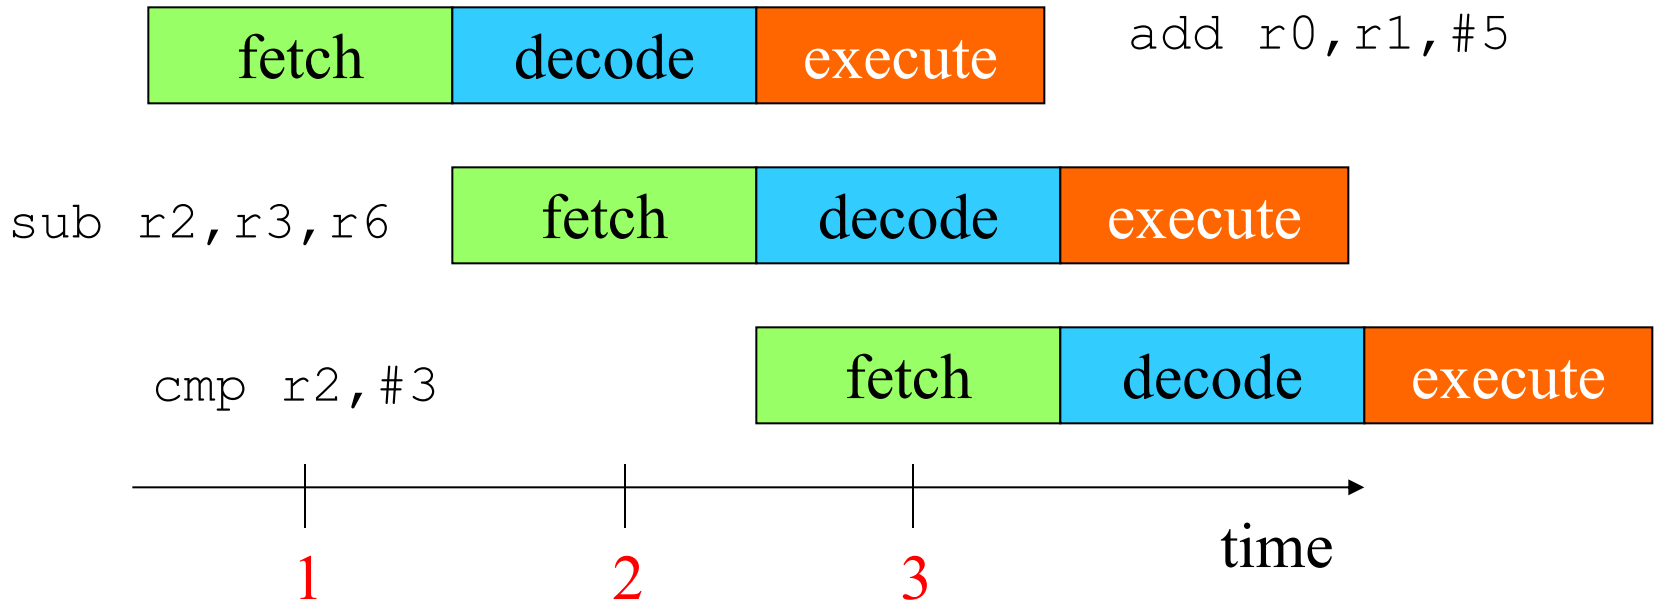 fetch decode execute add r0,r1,#5
sub r2,r3,r6 fetch decode execute
cmp r2,#3 fetch decode execute
time
1 2 3